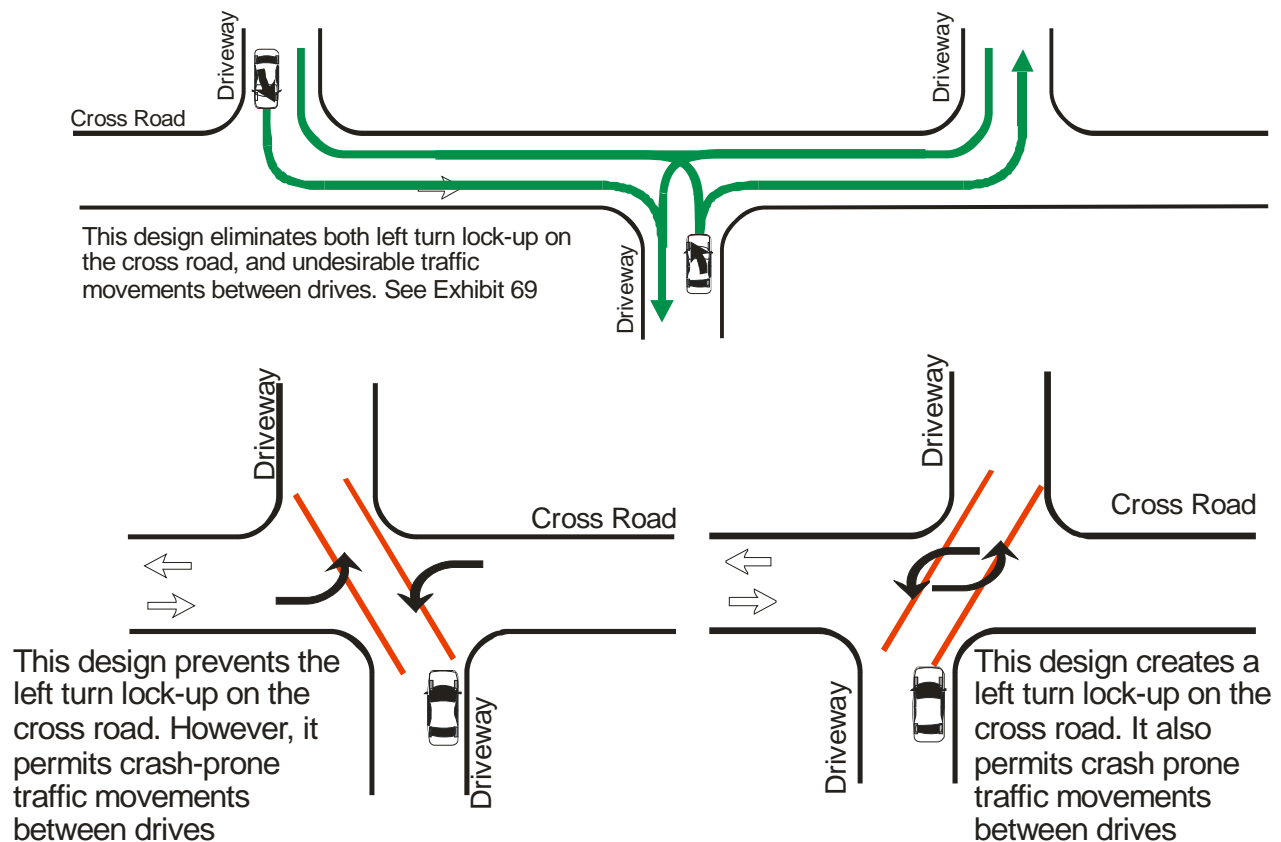 Driveway
Driveway
Cross Road
This design eliminates both left turn lock-up on
the cross road, and undesirable traffic
movements between drives. See Exhibit 69
Driveway
Driveway
Cross Road
This design prevents the
left turn lock-up on the
cross road. However, it
permits crash-prone
traffic movements
between drives
Driveway
Driveway
Cross Road
Driveway
This design creates a
left turn lock-up on the
cross road. It also
permits crash prone
traffic movements
between drives